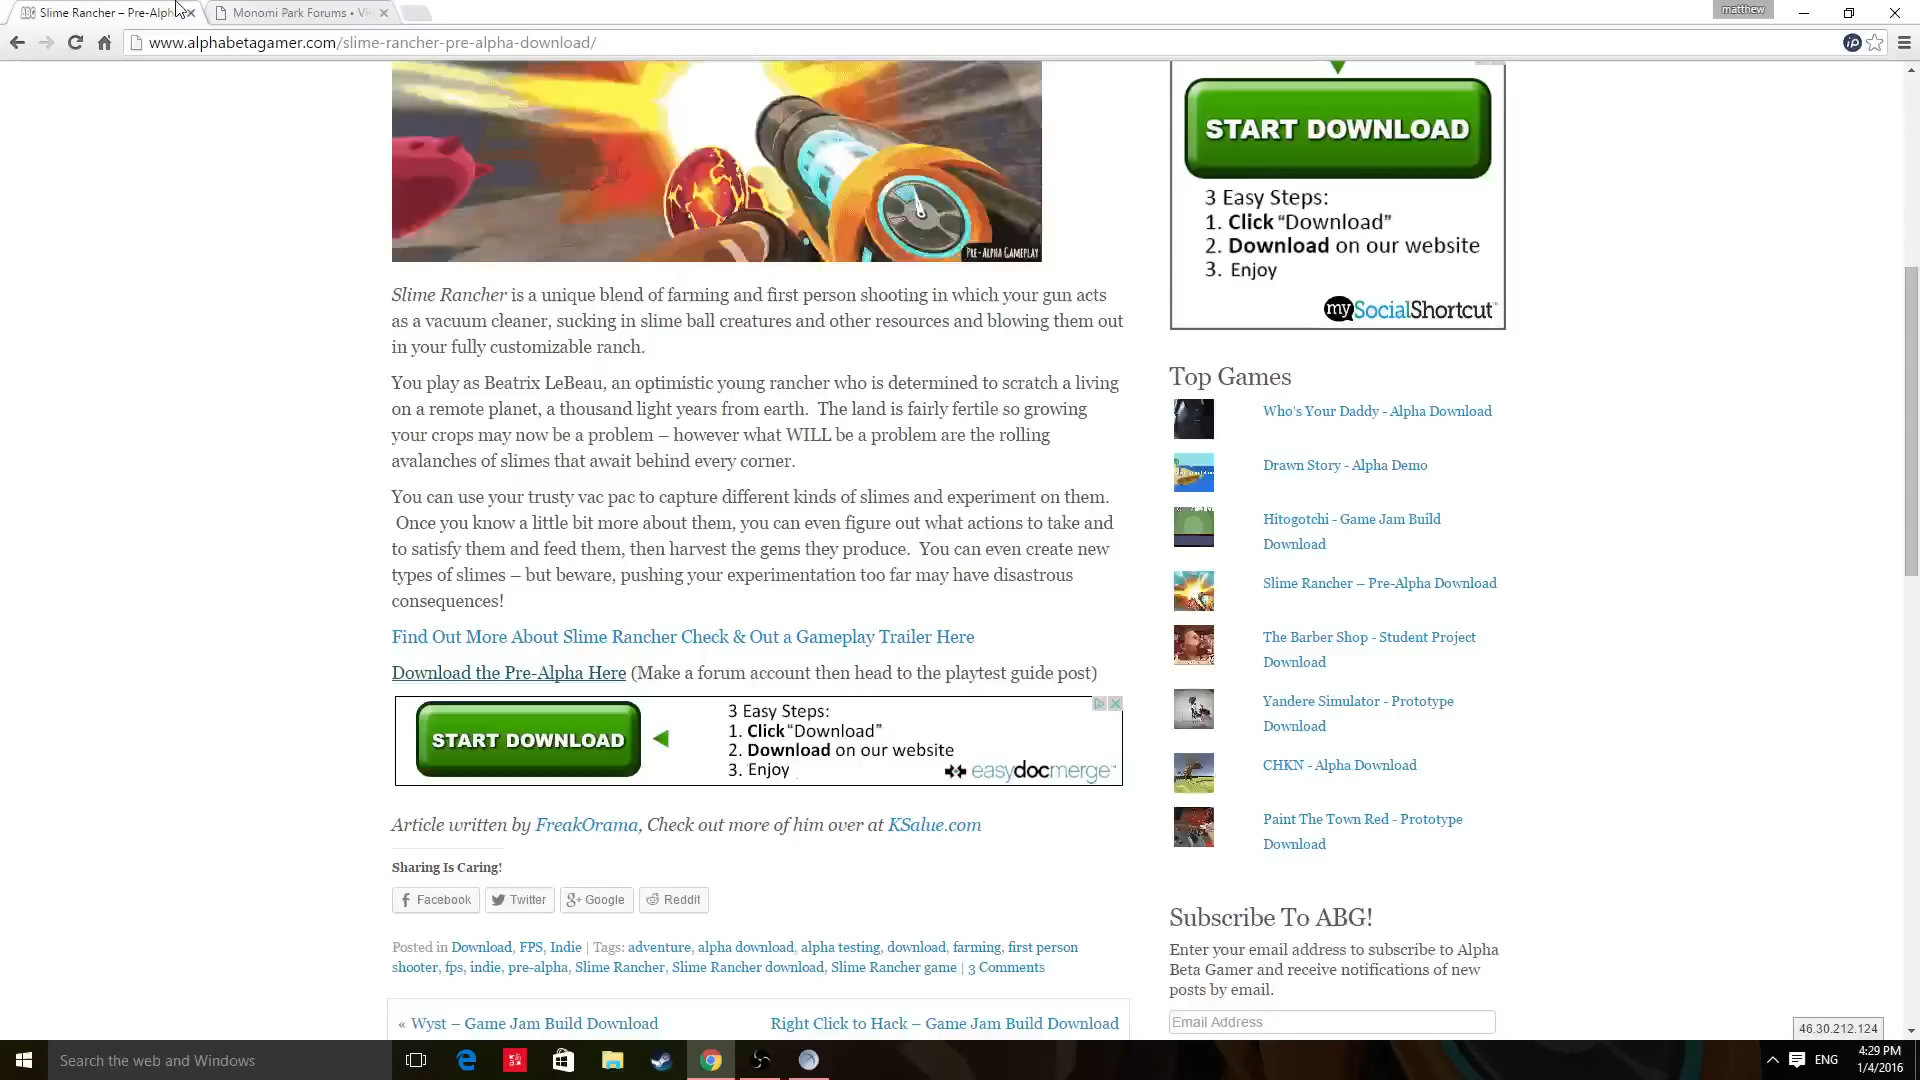 Slime Rancher – Pre-Alph
Monomi Park Forums • Vi
matthew
www.alphabetagamer.com/slime-rancher-pre-alpha-download/
PRE-ALPHA GAMEPLAY
Slime Rancher is a unique blend of farming and first person shooting in which your gun acts
as a vacuum cleaner, sucking in slime ball creatures and other resources and blowing them out
in your fully customizable ranch.
You play as Beatrix LeBeau, an optimistic young rancher who is determined to scratch a living
on a remote planet, a thousand light years from earth.  The land is fairly fertile so growing
your crops may now be a problem – however what WILL be a problem are the rolling
avalanches of slimes that await behind every corner.
You can use your trusty vac pac to capture different kinds of slimes and experiment on them.
Once you know a little bit more about them, you can even figure out what actions to take and
to satisfy them and feed them, then harvest the gems they produce.  You can even create new
types of slimes – but beware, pushing your experimentation too far may have disastrous
consequences!
Find Out More About Slime Rancher Check & Out a Gameplay Trailer Here
Download the Pre-Alpha Here (Make a forum account then head to the playtest guide post)
START DOWNLOAD
3 Easy Steps:
1. Click “Download”
2. Download on our website
3. Enjoy
easydocmerge™
Article written by FreakOrama, Check out more of him over at KSalue.com
Sharing Is Caring!
Facebook
Twitter
Google
Reddit
Posted in Download, FPS, Indie | Tags: adventure, alpha download, alpha testing, download, farming, first person
shooter, fps, indie, pre-alpha, Slime Rancher, Slime Rancher download, Slime Rancher game | 3 Comments
« Wyst – Game Jam Build Download
Right Click to Hack – Game Jam Build Download
START DOWNLOAD
3 Easy Steps:
1. Click “Download”
2. Download on our website
3. Enjoy
mySocialShortcut™
Top Games
Who's Your Daddy - Alpha Download
Drawn Story - Alpha Demo
Hitogotchi - Game Jam Build
Download
Slime Rancher – Pre-Alpha Download
The Barber Shop - Student Project
Download
Yandere Simulator - Prototype
Download
CHKN - Alpha Download
Paint The Town Red - Prototype
Download
Subscribe To ABG!
Enter your email address to subscribe to Alpha
Beta Gamer and receive notifications of new
posts by email.
Email Address
46.30.212.124
Search the web and Windows
ENG
4:29 PM
1/4/2016